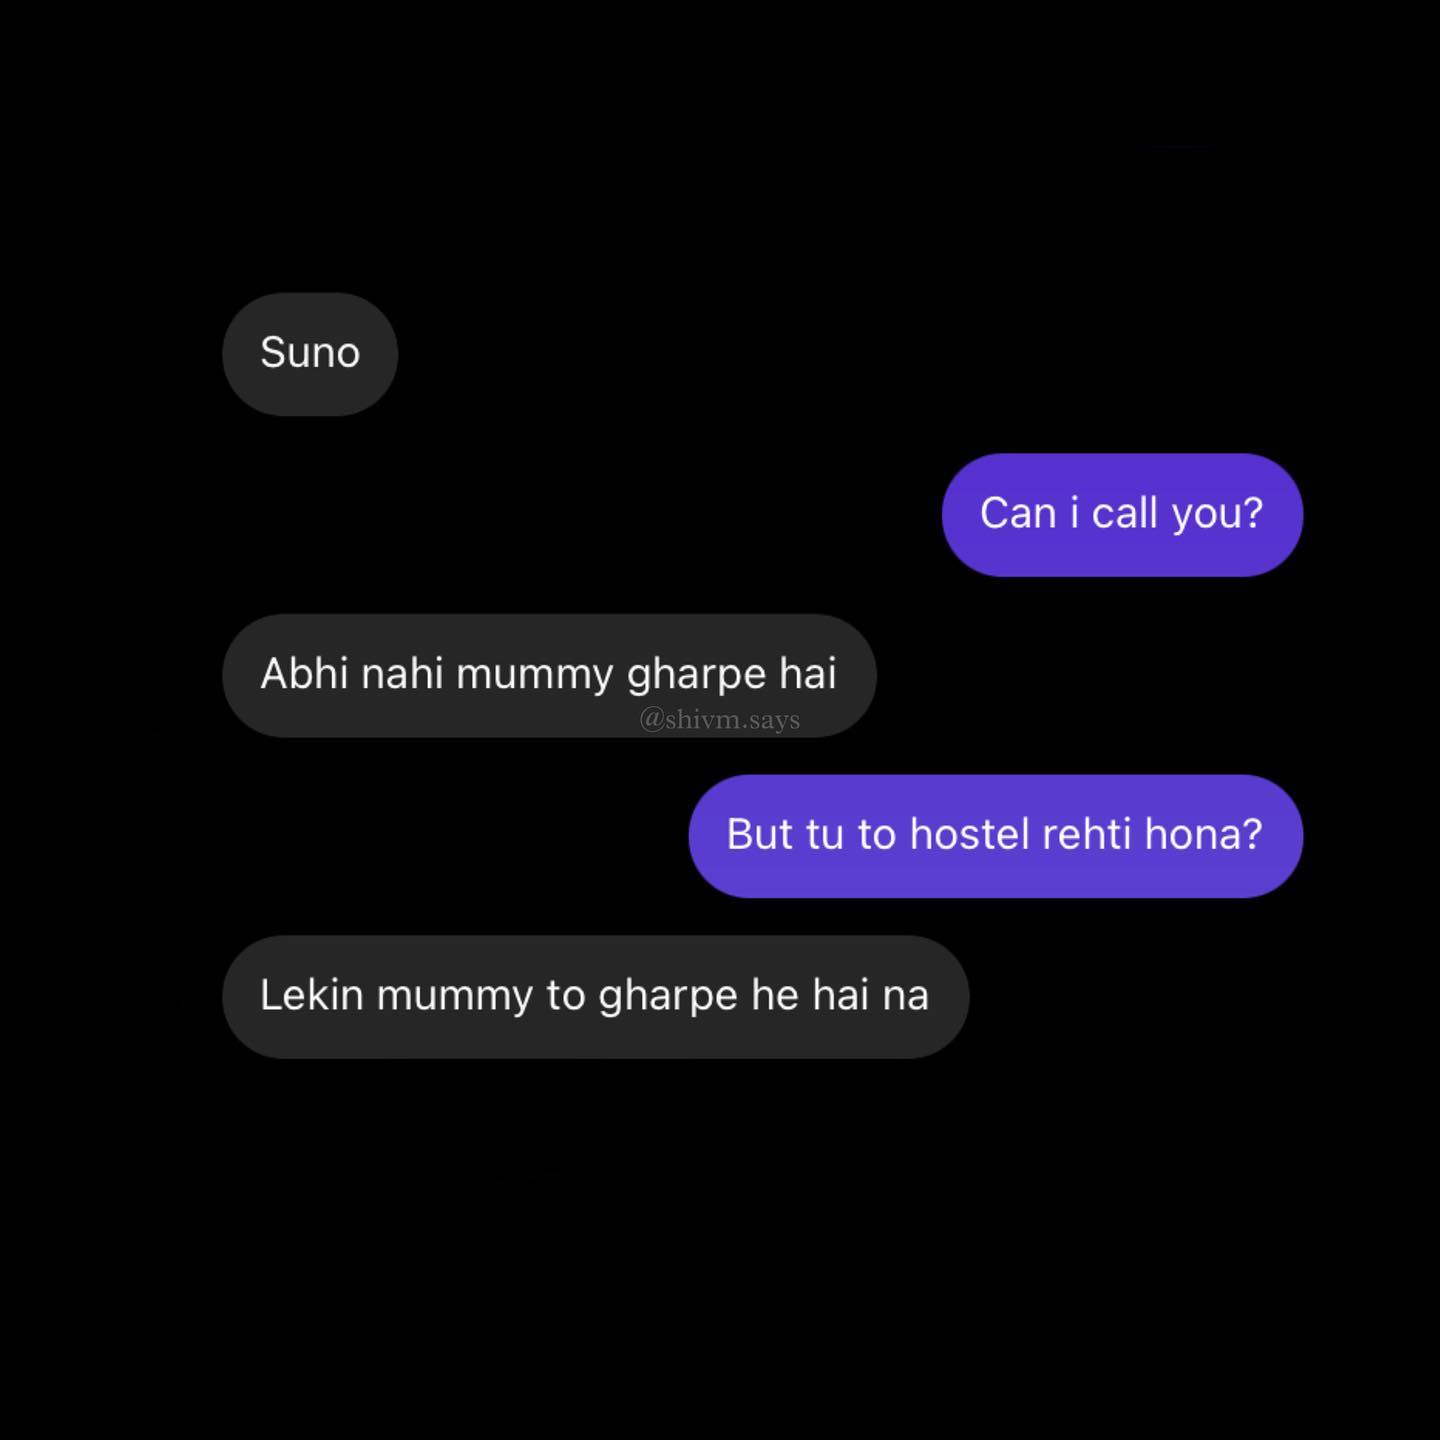 Suno
Can i call you?
Abhi nahi mummy gharpe hai
@shivm.says
But tu to hostel rehti hona?
Lekin mummy to gharpe he hai na